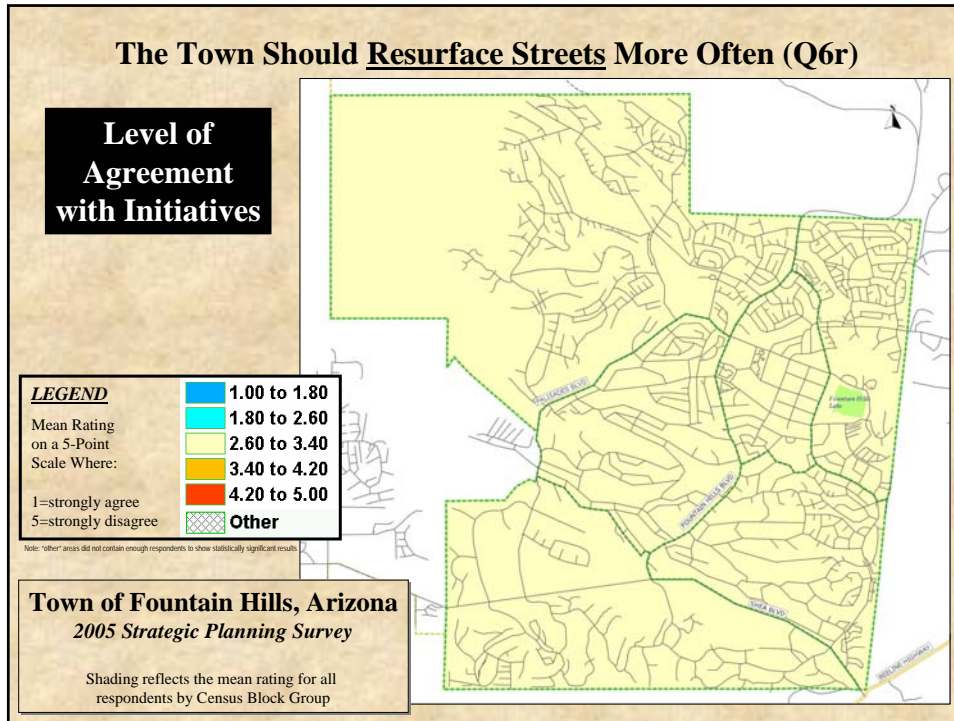 The Town Should Resurface Streets More Often (Q6r)
Level of
Agreement
with Initiatives
PALISADES BLVD
Fountain Hills
Lake
FOUNTAIN HILLS BLVD
SHEA BLVD
BEELINE HIGHWAY
LEGEND
Mean Rating
on a 5-Point
Scale Where:
1=strongly agree
5=strongly disagree
1.00 to 1.80
1.80 to 2.60
2.60 to 3.40
3.40 to 4.20
4.20 to 5.00
Other
Note: "other" areas did not contain enough respondents to show statistically significant results
Town of Fountain Hills, Arizona
2005 Strategic Planning Survey
Shading reflects the mean rating for all
respondents by Census Block Group